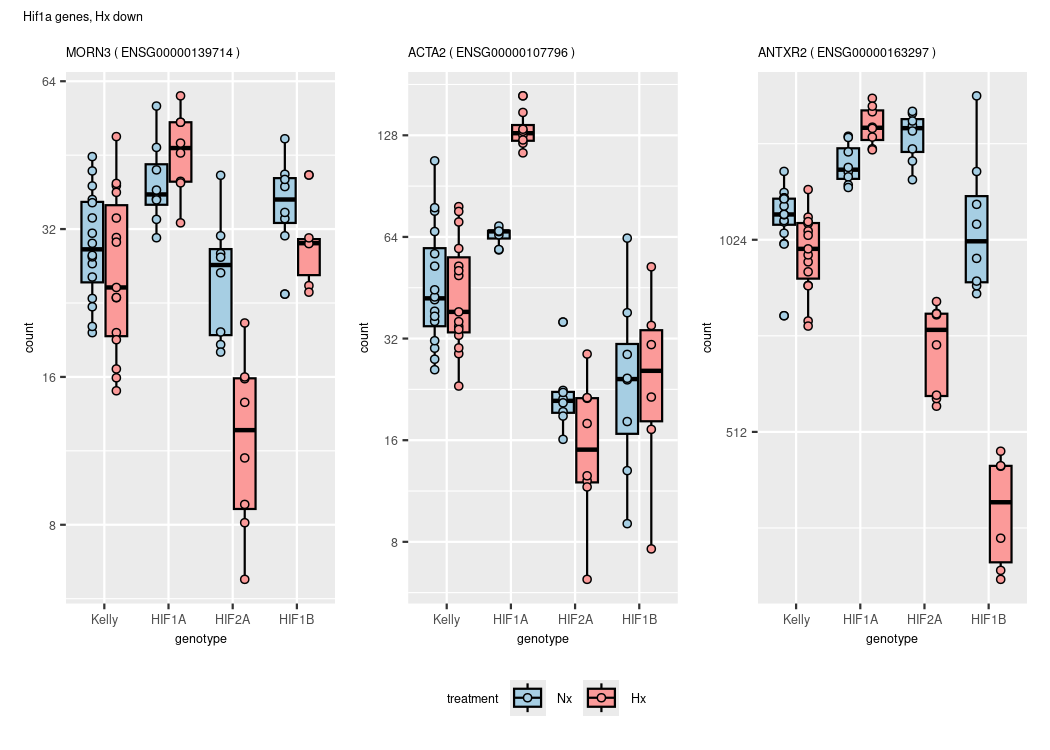 Hif1a genes, Hx down
MORN3 ( ENSG00000139714 )
64
32
16
8
count
Kelly HIF1A HIF2A HIF1B
genotype
ACTA2 ( ENSG00000107796 )
128
64
32
16
8
count
Kelly HIF1A HIF2A HIF1B
genotype
ANTXR2 ( ENSG00000163297 )
1024
512
count
Kelly HIF1A HIF2A HIF1B
genotype
treatment Nx Hx